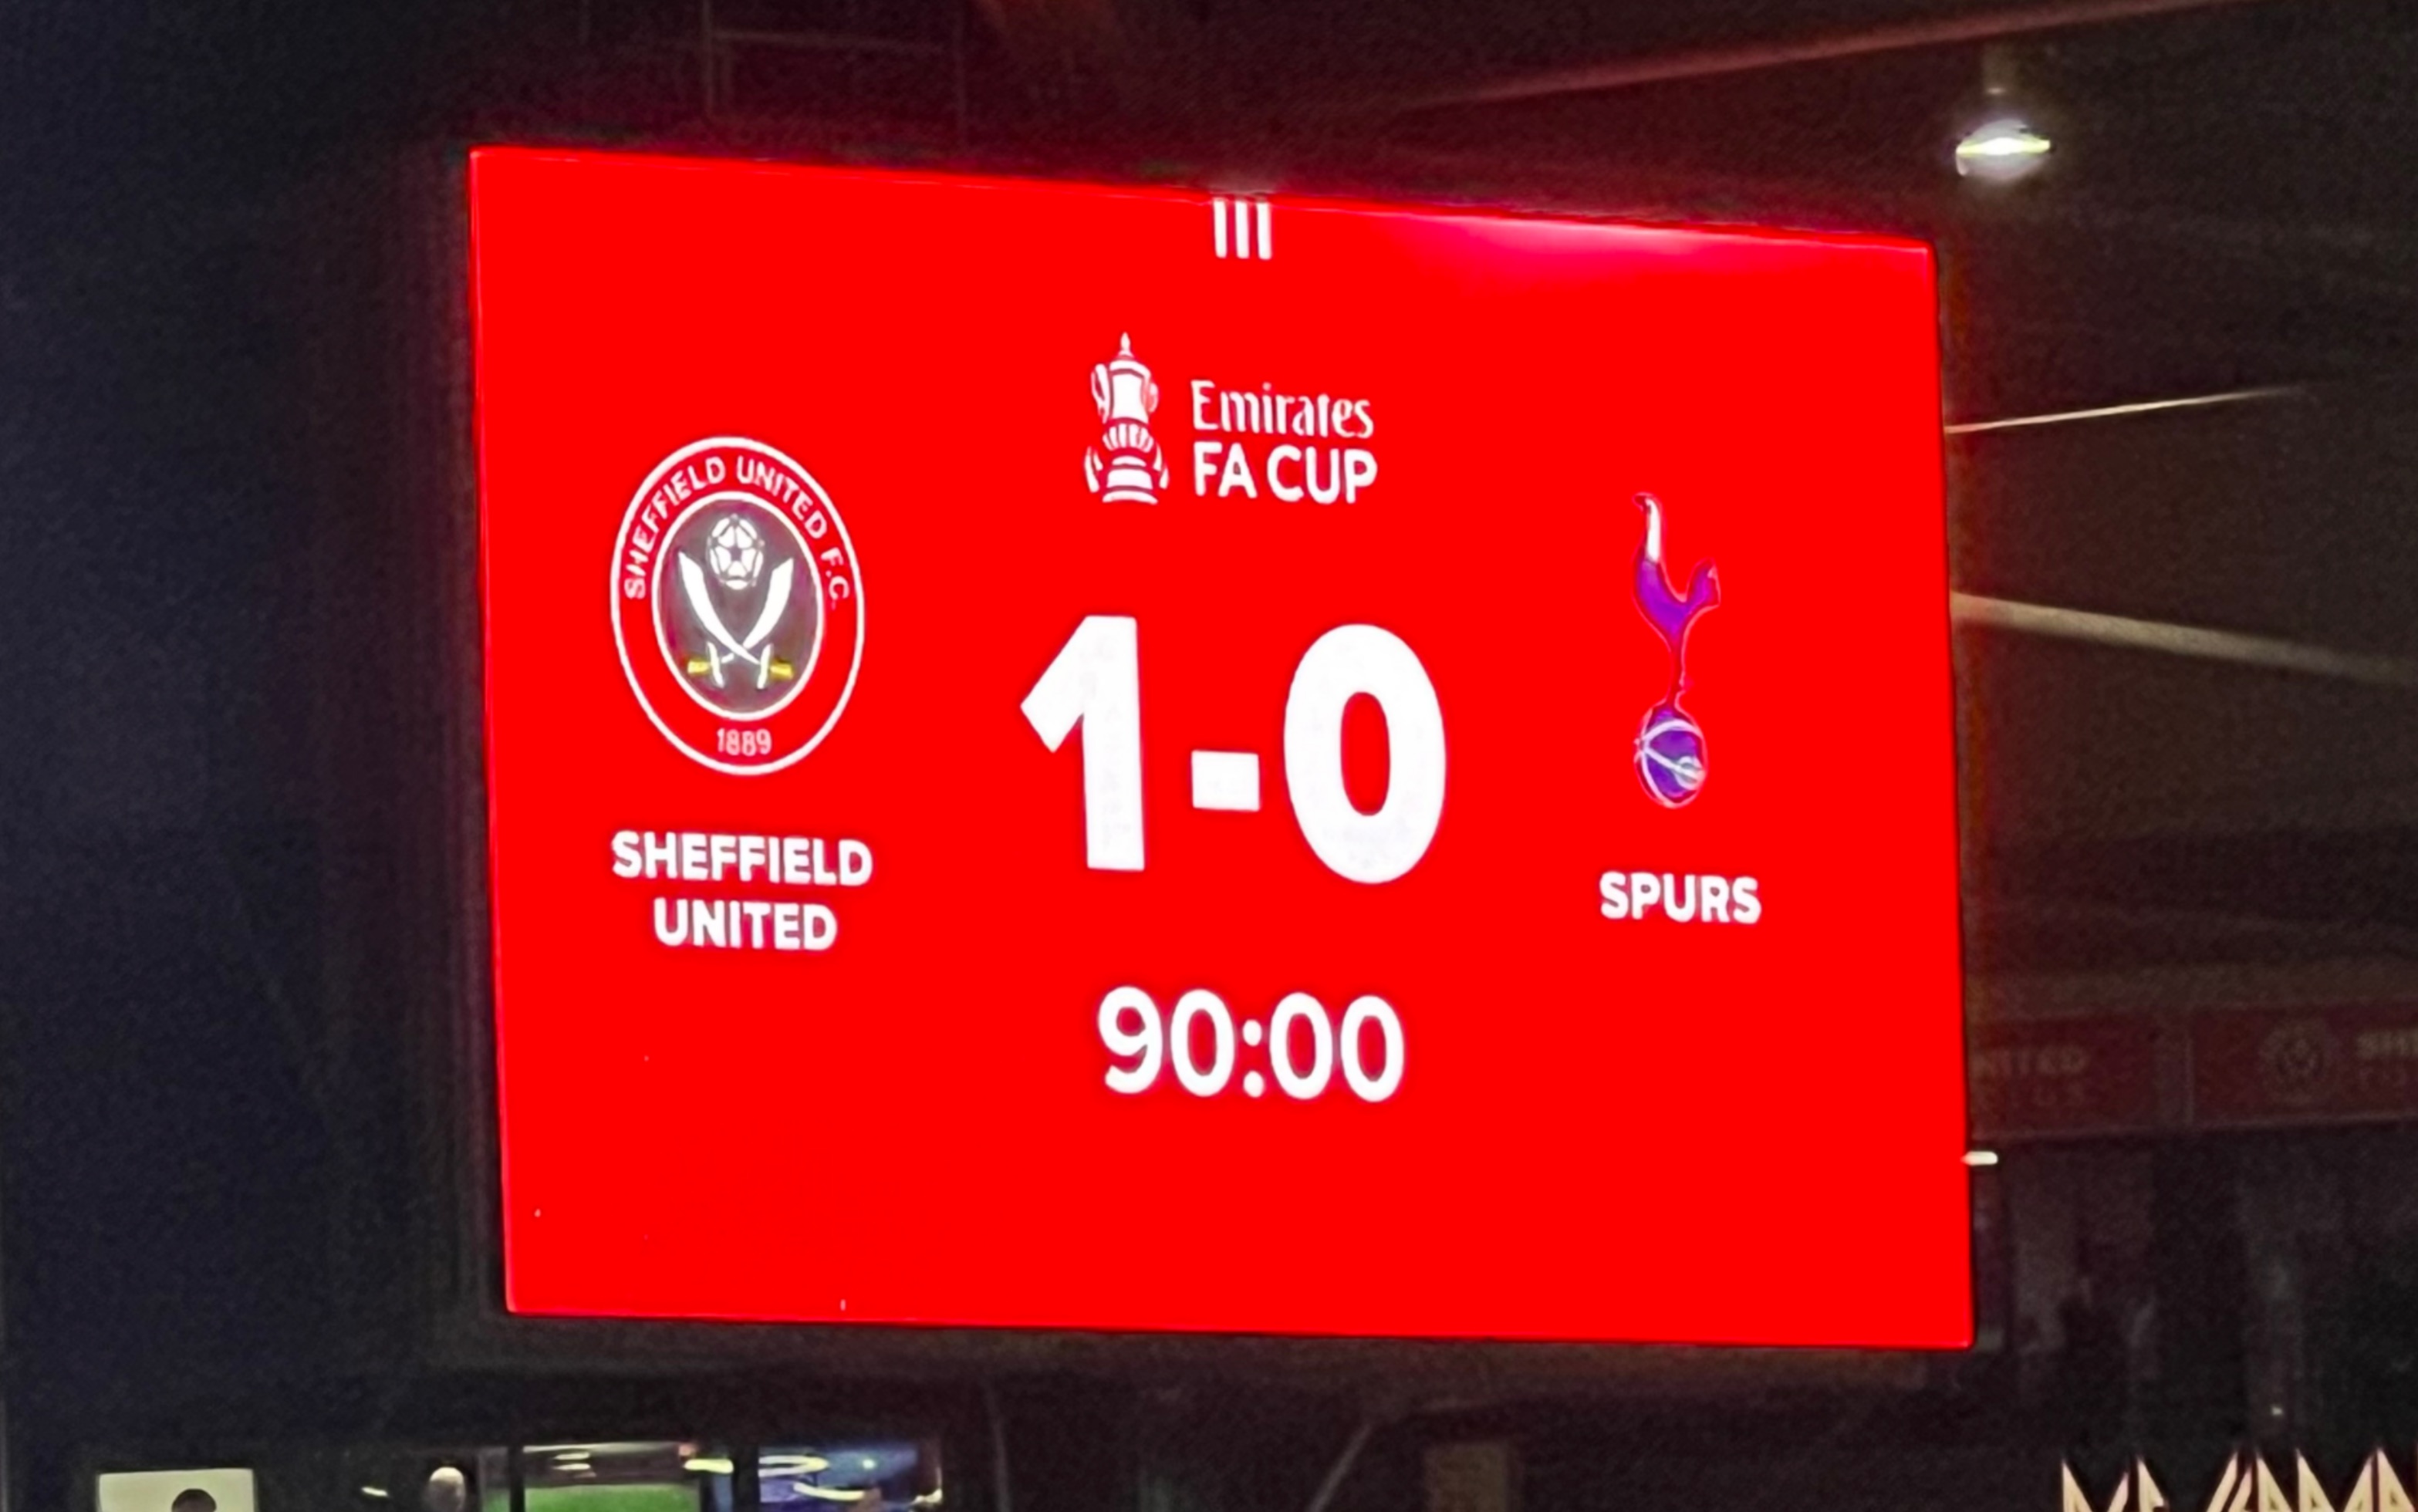 Emirates
FA CUP
SHEFFIELD UNITED F.C.
1889
1-0
SHEFFIELD
UNITED
SPURS
90:00